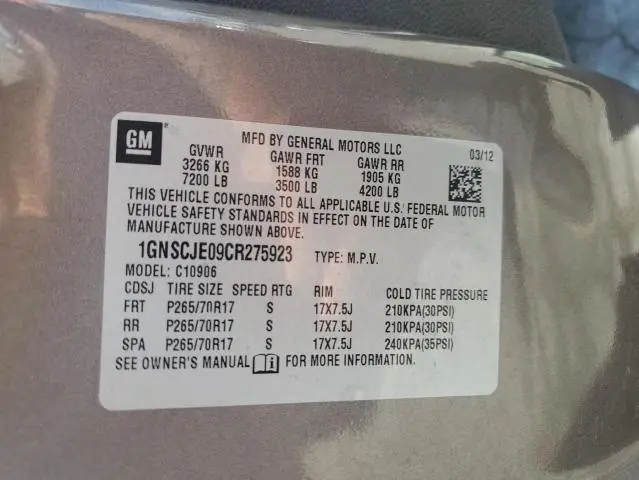 GM
MFD BY GENERAL MOTORS LLC 03/12
GVWR GAWR FRT GAWR RR
3266 KG 1588 KG 1905 KG
7200 LB 3500 LB 4200 LB
THIS VEHICLE CONFORMS TO ALL APPLICABLE U.S. FEDERAL MOTOR
VEHICLE SAFETY STANDARDS IN EFFECT ON THE DATE OF
MANUFACTURE SHOWN ABOVE.
1GNSCJE09CR275923 TYPE: M.P.V.
MODEL: C10906
CDSJ TIRE SIZE SPEED RTG RIM COLD TIRE PRESSURE
FRT P265/70R17 S 17X7.5J 210KPA(30PSI)
RR P265/70R17 S 17X7.5J 210KPA(30PSI)
SPA P265/70R17 S 17X7.5J 240KPA(35PSI)
SEE OWNER'S MANUAL FOR MORE INFORMATION.